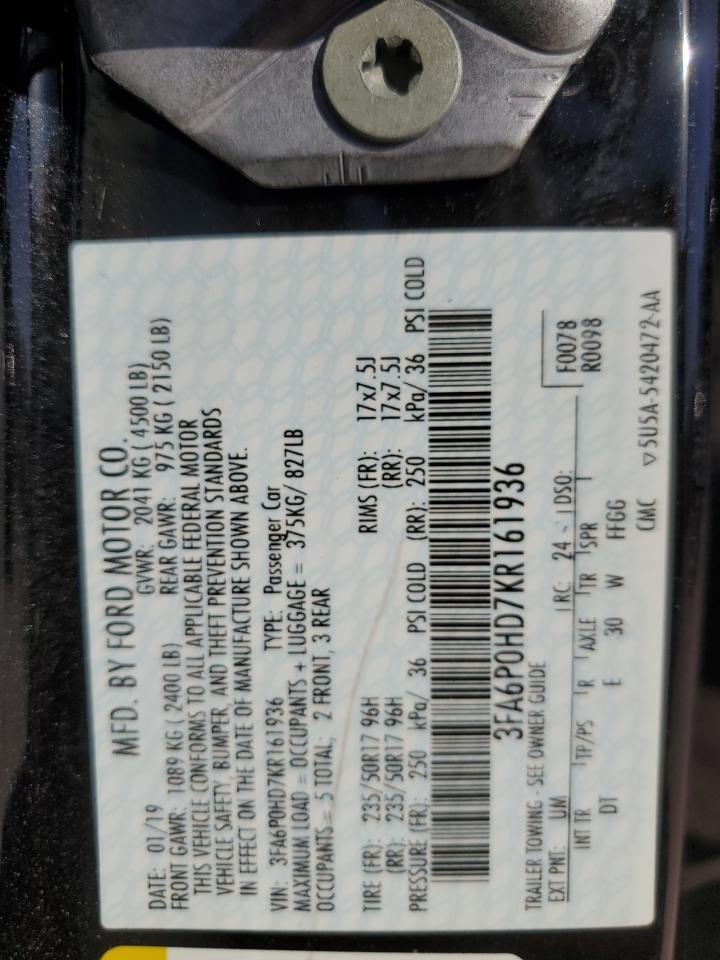 MFD. BY FORD MOTOR CO.
DATE: 01/19 GVWR: 2041 KG ( 4500 LB)
FRONT GAWR: 1089 KG ( 2400 LB) REAR GAWR: 975 KG ( 2150 LB)
THIS VEHICLE CONFORMS TO ALL APPLICABLE FEDERAL MOTOR
VEHICLE SAFETY, BUMPER, AND THEFT PREVENTION STANDARDS
IN EFFECT ON THE DATE OF MANUFACTURE SHOWN ABOVE.
VIN: 3FA6P0HD7KR161936 TYPE: Passenger Car
MAXIMUM LOAD = OCCUPANTS + LUGGAGE = 375KG/ 827LB
OCCUPANTS = 5 TOTAL; 2 FRONT, 3 REAR
TIRE (FR): 235/50R17 96H RIMS (FR): 17x7.5J
(RR): 235/50R17 96H (RR): 17x7.5J
PRESSURE (FR): 250 kPa/ 36 PSI COLD (RR): 250 kPa/ 36 PSI COLD
3FA6P0HD7KR161936
TRAILER TOWING - SEE OWNER GUIDE
EXT PNT: UM RC: 24 DSO: F0078
INT TR TP/PS R AXLE TR SPR R0098
DT E 30 W FFGG
CMC ▽5U5A-5420472-AA